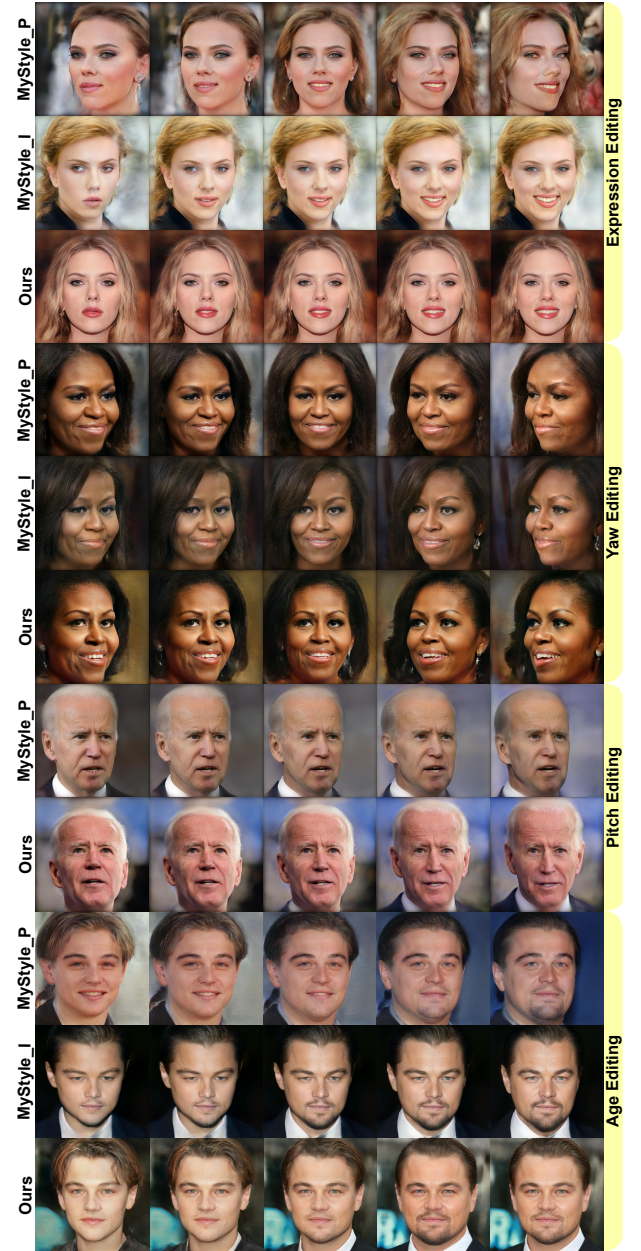 MyStyle_P
MyStyle_I
Ours
Expression Editing
MyStyle_P
MyStyle_I
Ours
Yaw Editing
MyStyle_P
Ours
Pitch Editing
MyStyle_P
MyStyle_I
Ours
Age Editing